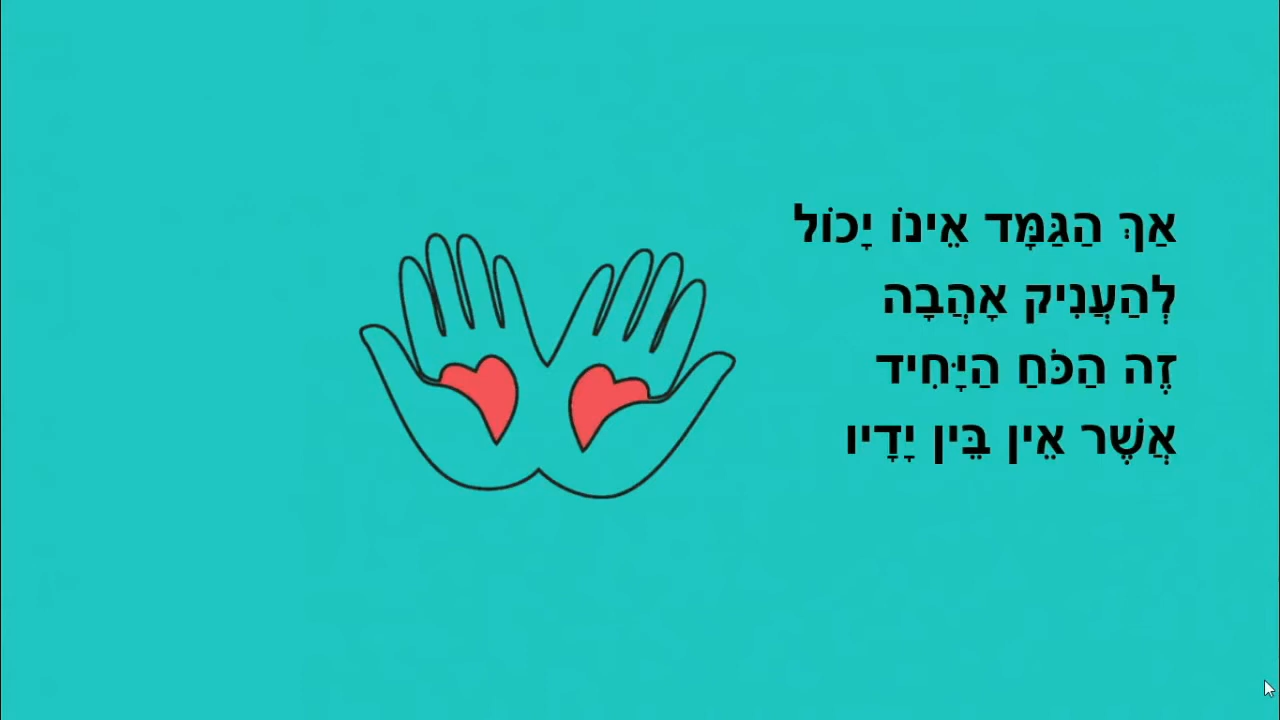 אַךְ הַגַּמָּד אֵינוֹ יָכוֹל
לְהַעֲנִיק אָהֲבָה
זֶה הַכֹּחַ הַיָּחִיד
אֲשֶׁר אֵין בֵּין יָדָיו